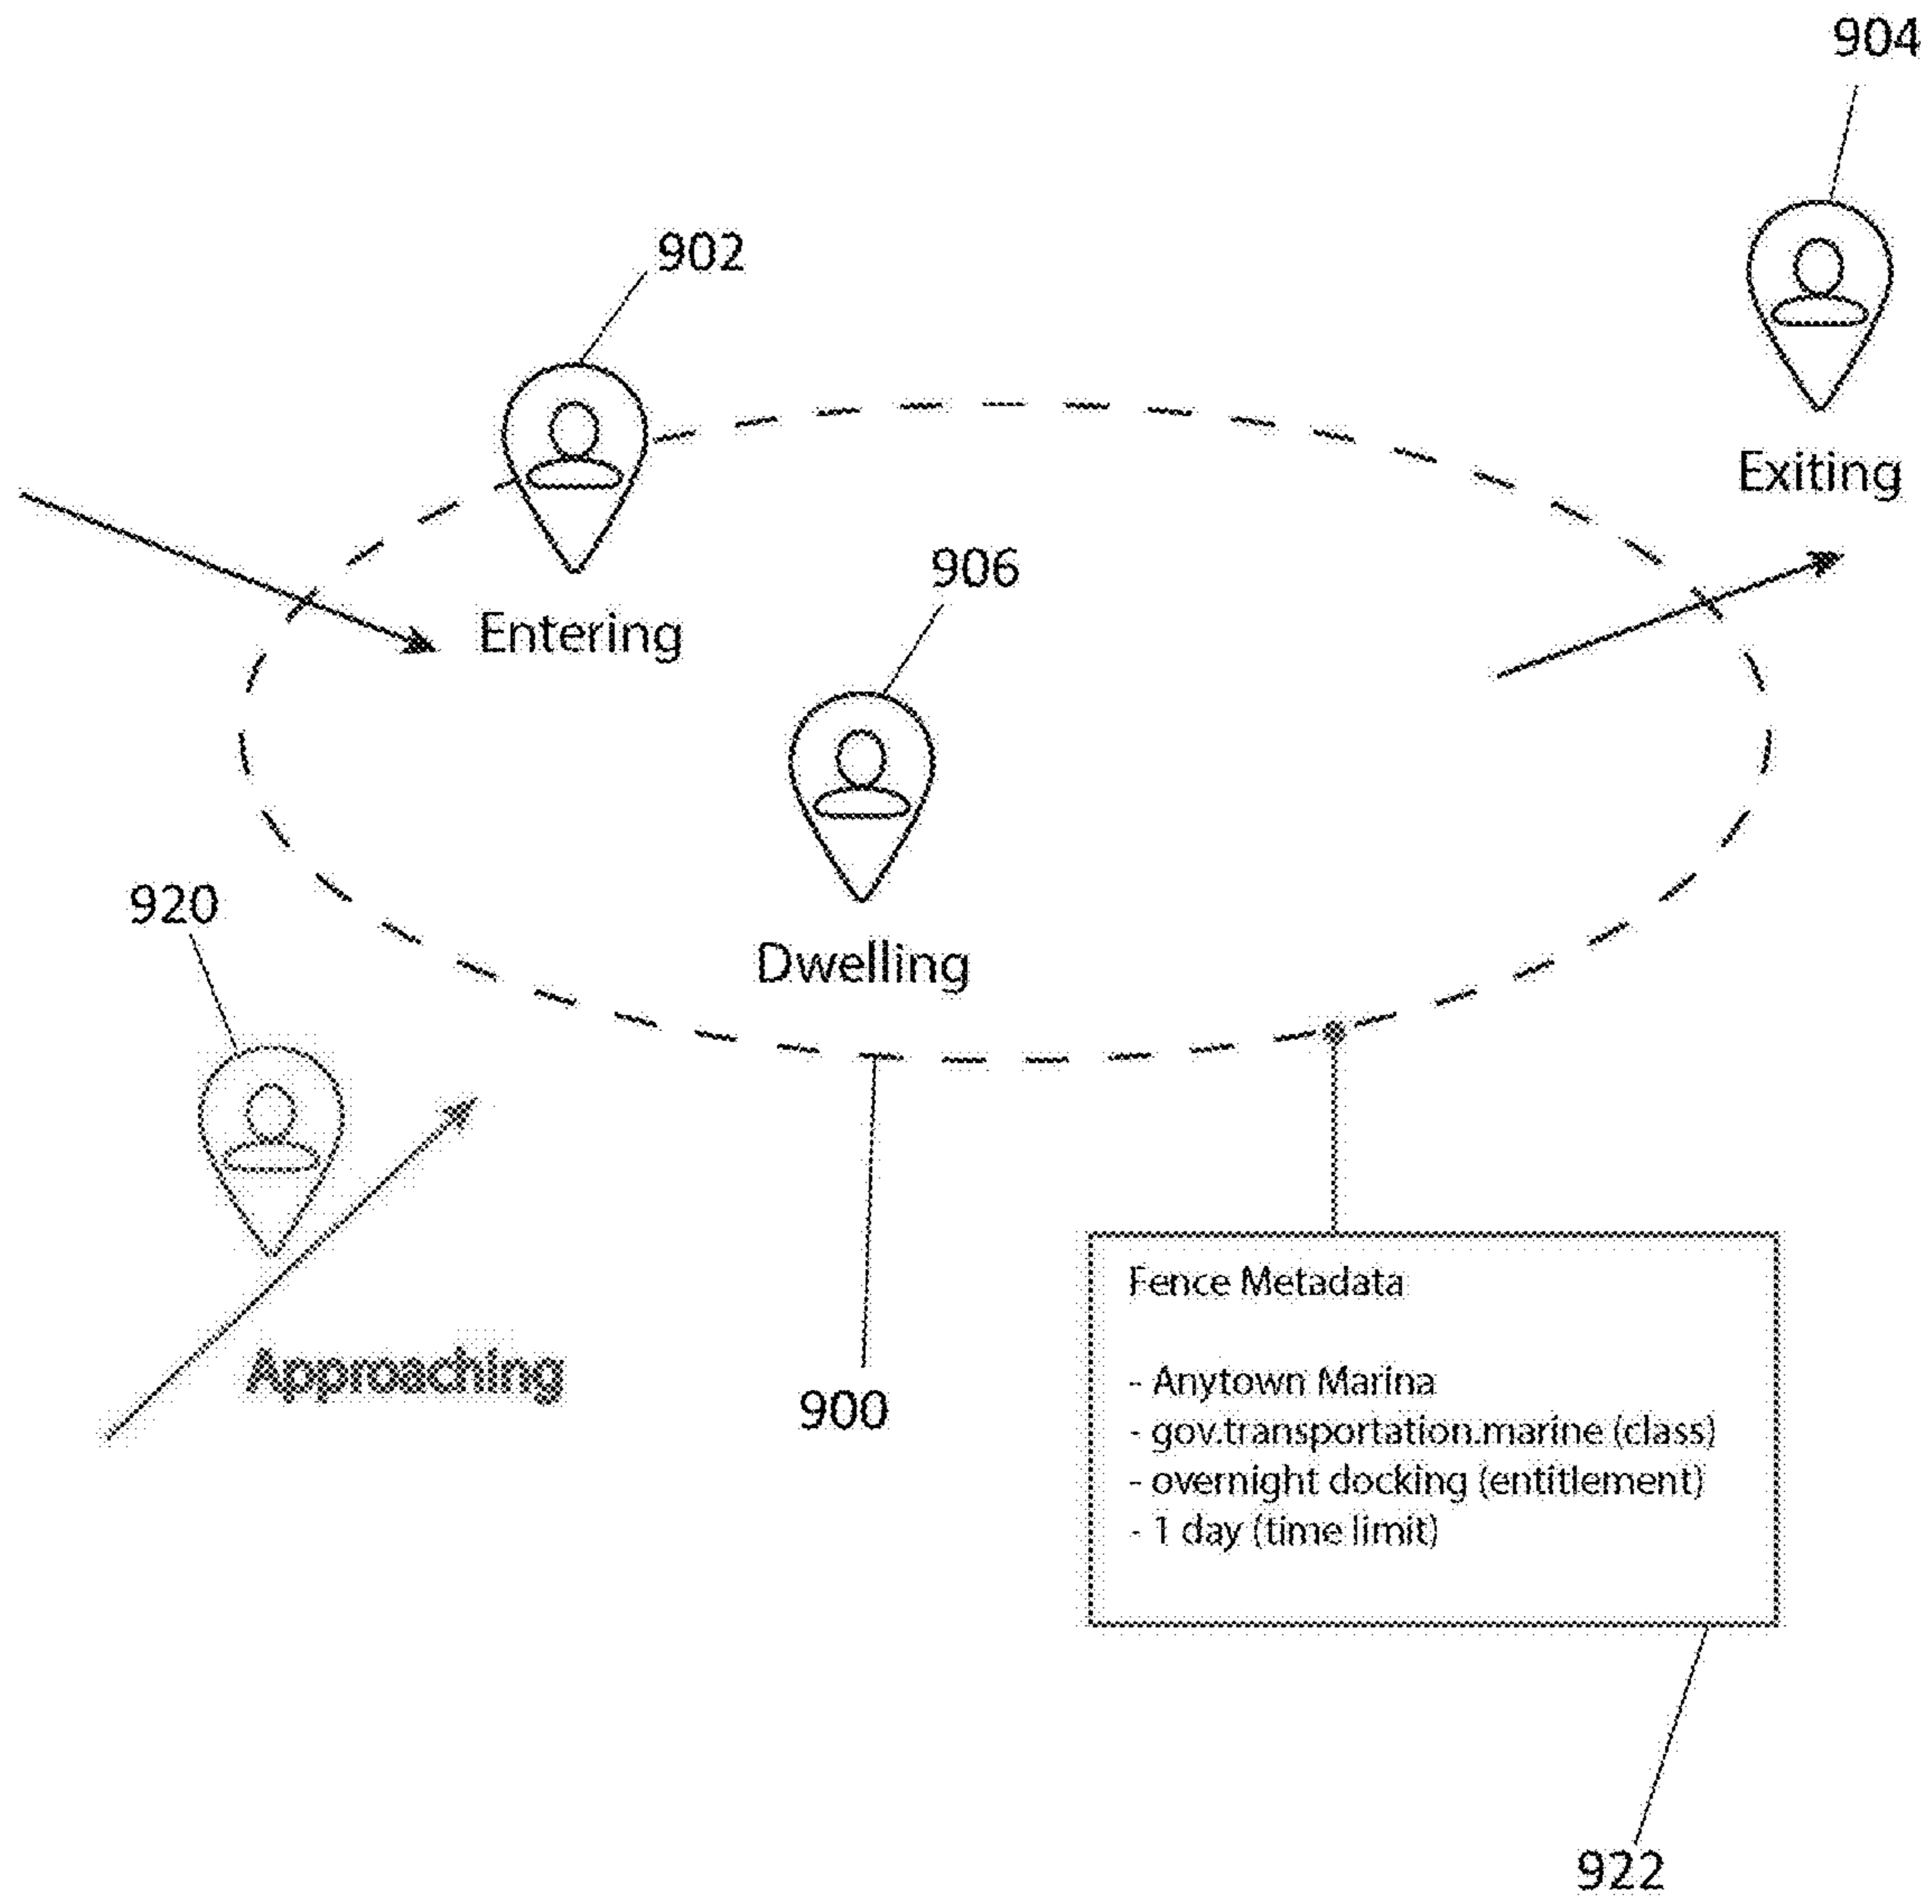 904
902
Exiting
906
Entering
920
Dwelling
Approaching
900
Fence Metadata
- Anytown Marina
- gov.transportation.marine (class)
- overnight docking (entitlement)
- 1 day (time limit)
922